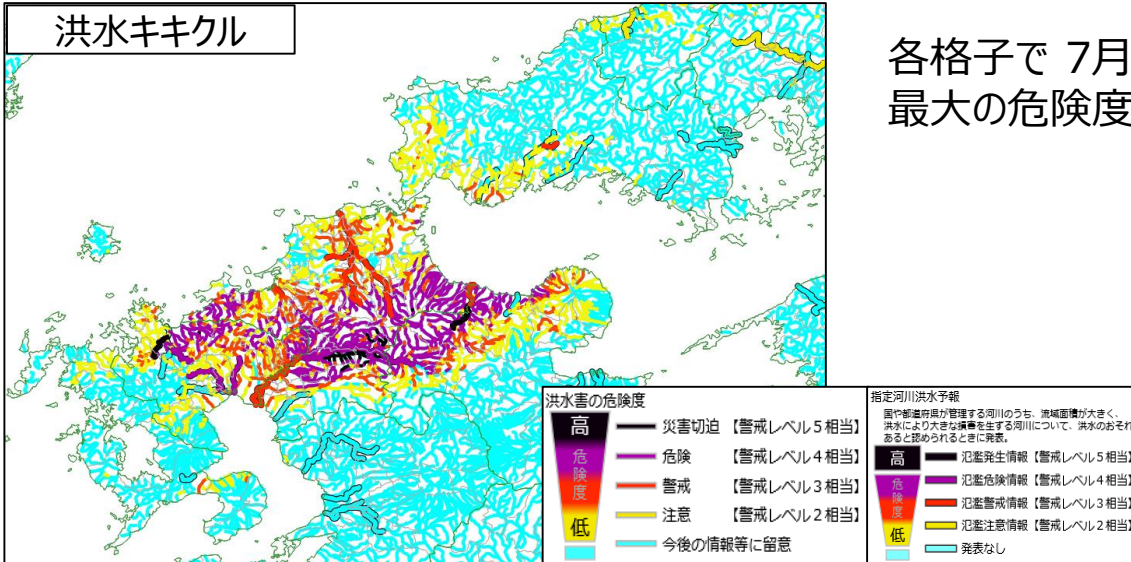 洪水キキクル
各格子で 7月
最大の危険度
洪水害の危険度
高
危険度
低
災害切迫 【警戒レベル5相当】
危険 【警戒レベル4相当】
警戒 【警戒レベル3相当】
注意 【警戒レベル2相当】
今後の情報等に留意
指定河川洪水予報
国や都道府県が管理する河川のうち、流域面積が大きく、
洪水により大きな損害を生する河川について、洪水のおそれ
あると認められるときに発表。
高
危険度
低
氾濫発生情報【警戒レベル5相当】
氾濫危険情報【警戒レベル4相当】
氾濫警戒情報【警戒レベル3相当】
氾濫注意情報【警戒レベル2相当】
発表なし